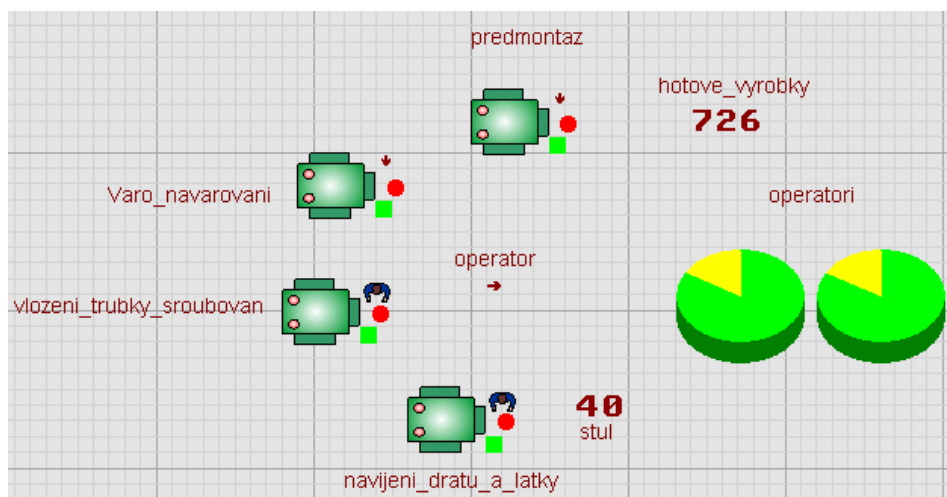 predmontaz
hotove_vyrobky
726
Varo_navarovani
operatori
operator
vlozeni_trubky_sroubovan
40
stul
navijeni_dratu_a_latky